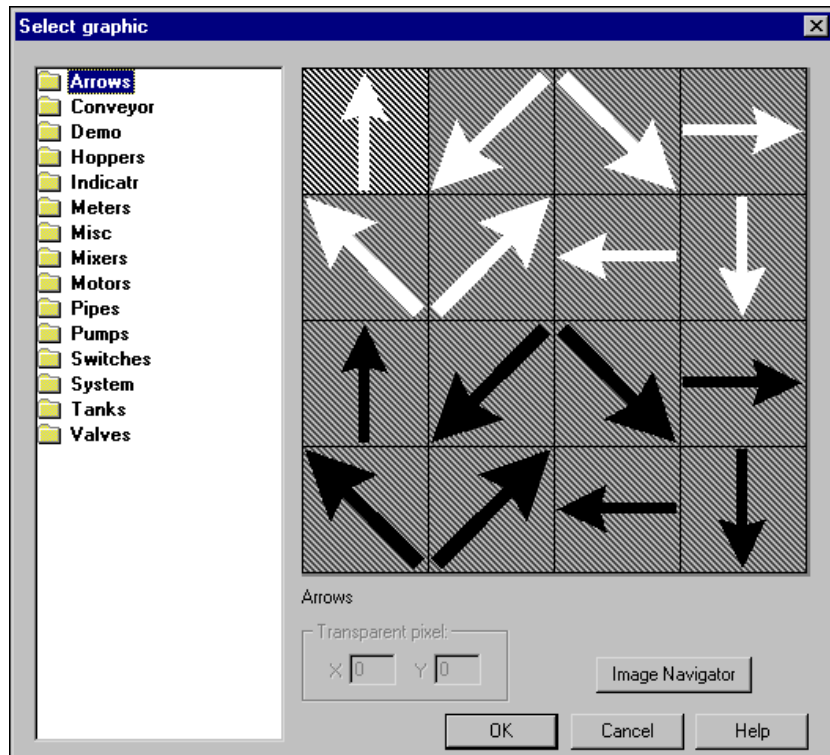 Select graphic
Arrows
Conveyor
Demo
Hoppers
Indicatr
Meters
Misc
Mixers
Motors
Pipes
Pumps
Switches
System
Tanks
Valves
Arrows
Transparent pixel:
X 0 Y 0
Image Navigator
OK Cancel Help